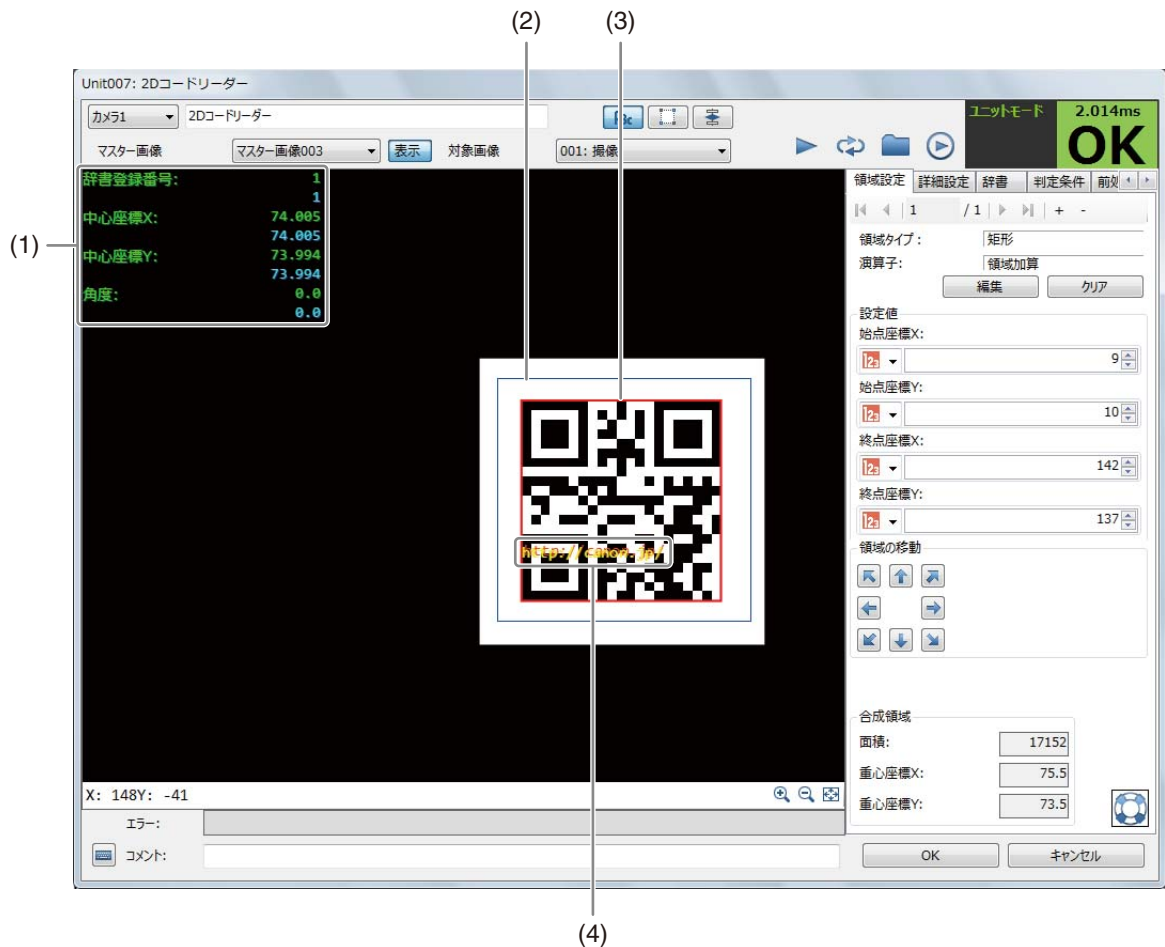 (2)
(3)
Unit007: 2Dコードリーダー
カメラ1
2Dコードリーダー
ユニットモード
2.014ms
OK
マスター画像
マスター画像003
表示
対象画像
001: 撮像
(1)
辞書登録番号: 1
1
中心座標X: 74.005
74.005
中心座標Y: 73.994
73.994
角度: 0.0
0.0
http://canon.jp/
X: 148Y: -41
エラー:
コメント:
領域設定 詳細設定 辞書 判定条件
1 / 1 + -
領域タイプ: 矩形
演算子: 領域加算
編集 クリア
設定値
始点座標X:
9
始点座標Y:
10
終点座標X:
142
終点座標Y:
137
領域の移動
合成領域
面積: 17152
重心座標X: 75.5
重心座標Y: 73.5
OK キャンセル
(4)